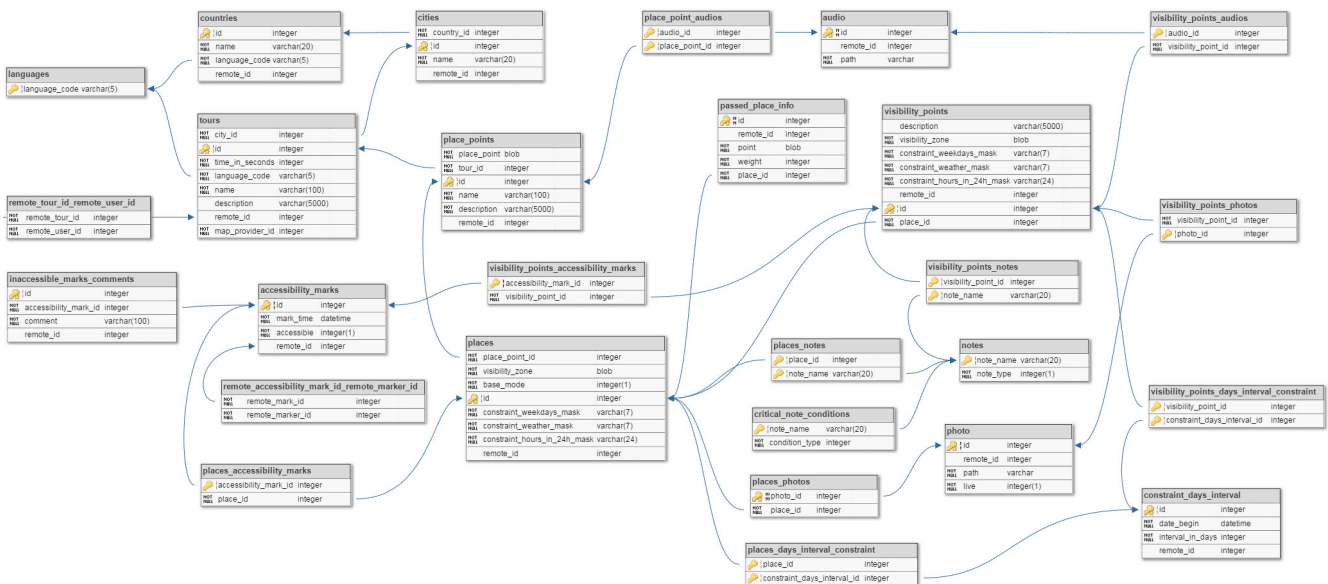 countries
id integer
NOT NULL name varchar(20)
NOT NULL language_code varchar(5)
remote_id integer
cities
NOT NULL country_id integer
id integer
NOT NULL name varchar(20)
NOT NULL remote_id integer
place_point_audios
audio_id integer
place_point_id integer
audio
id integer
remote_id integer
NOT NULL path varchar
visibility_points_audios
audio_id integer
NOT NULL visibility_point_id integer
languages
language_code varchar(5)
tours
NOT NULL city_id integer
id integer
NOT NULL time_in_seconds integer
NOT NULL language_code varchar(5)
NOT NULL name varchar(100)
description varchar(5000)
remote_id integer
NOT NULL map_provider_id integer
place_points
NOT NULL place_point blob
NOT NULL tour_id integer
id integer
NOT NULL name varchar(100)
NOT NULL description varchar(5000)
remote_id integer
passed_place_info
id integer
remote_id integer
NOT NULL point blob
NOT NULL weight integer
NOT NULL place_id integer
visibility_points
description varchar(5000)
NOT NULL visibility_zone blob
NOT NULL constraint_weekdays_mask varchar(7)
NOT NULL constraint_weather_mask varchar(7)
NOT NULL constraint_hours_in_24h_mask varchar(24)
remote_id integer
id integer
NOT NULL place_id integer
remote_tour_id_remote_user_id
NOT NULL remote_tour_id integer
NOT NULL remote_user_id integer
visibility_points_photos
NOT NULL visibility_point_id integer
photo_id integer
inaccessible_marks_comments
id integer
NOT NULL accessibility_mark_id integer
NOT NULL comment varchar(100)
remote_id integer
accessibility_marks
id integer
NOT NULL mark_time datetime
NOT NULL accessible integer(1)
remote_id integer
visibility_points_accessibility_marks
accessibility_mark_id integer
NOT NULL visibility_point_id integer
visibility_points_notes
visibility_point_id integer
note_name varchar(20)
places
NOT NULL place_point_id integer
NOT NULL visibility_zone blob
NOT NULL base_mode integer(1)
id integer
NOT NULL constraint_weekdays_mask varchar(7)
NOT NULL constraint_weather_mask varchar(7)
NOT NULL constraint_hours_in_24h_mask varchar(24)
remote_id integer
places_notes
place_id integer
note_name varchar(20)
notes
note_name varchar(20)
NOT NULL note_type integer(1)
remote_accessibility_mark_id_remote_marker_id
NOT NULL remote_mark_id integer
NOT NULL remote_marker_id integer
critical_note_conditions
note_name varchar(20)
NOT NULL condition_type integer
visibility_points_days_interval_constraint
visibility_point_id integer
constraint_days_interval_id integer
photo
id integer
remote_id integer
NOT NULL path varchar
NOT NULL live integer(1)
places_accessibility_marks
accessibility_mark_id integer
NOT NULL place_id integer
places_photos
photo_id integer
NOT NULL place_id integer
constraint_days_interval
id integer
NOT NULL date_begin datetime
NOT NULL interval_in_days integer
remote_id integer
places_days_interval_constraint
place_id integer
constraint_days_interval_id integer